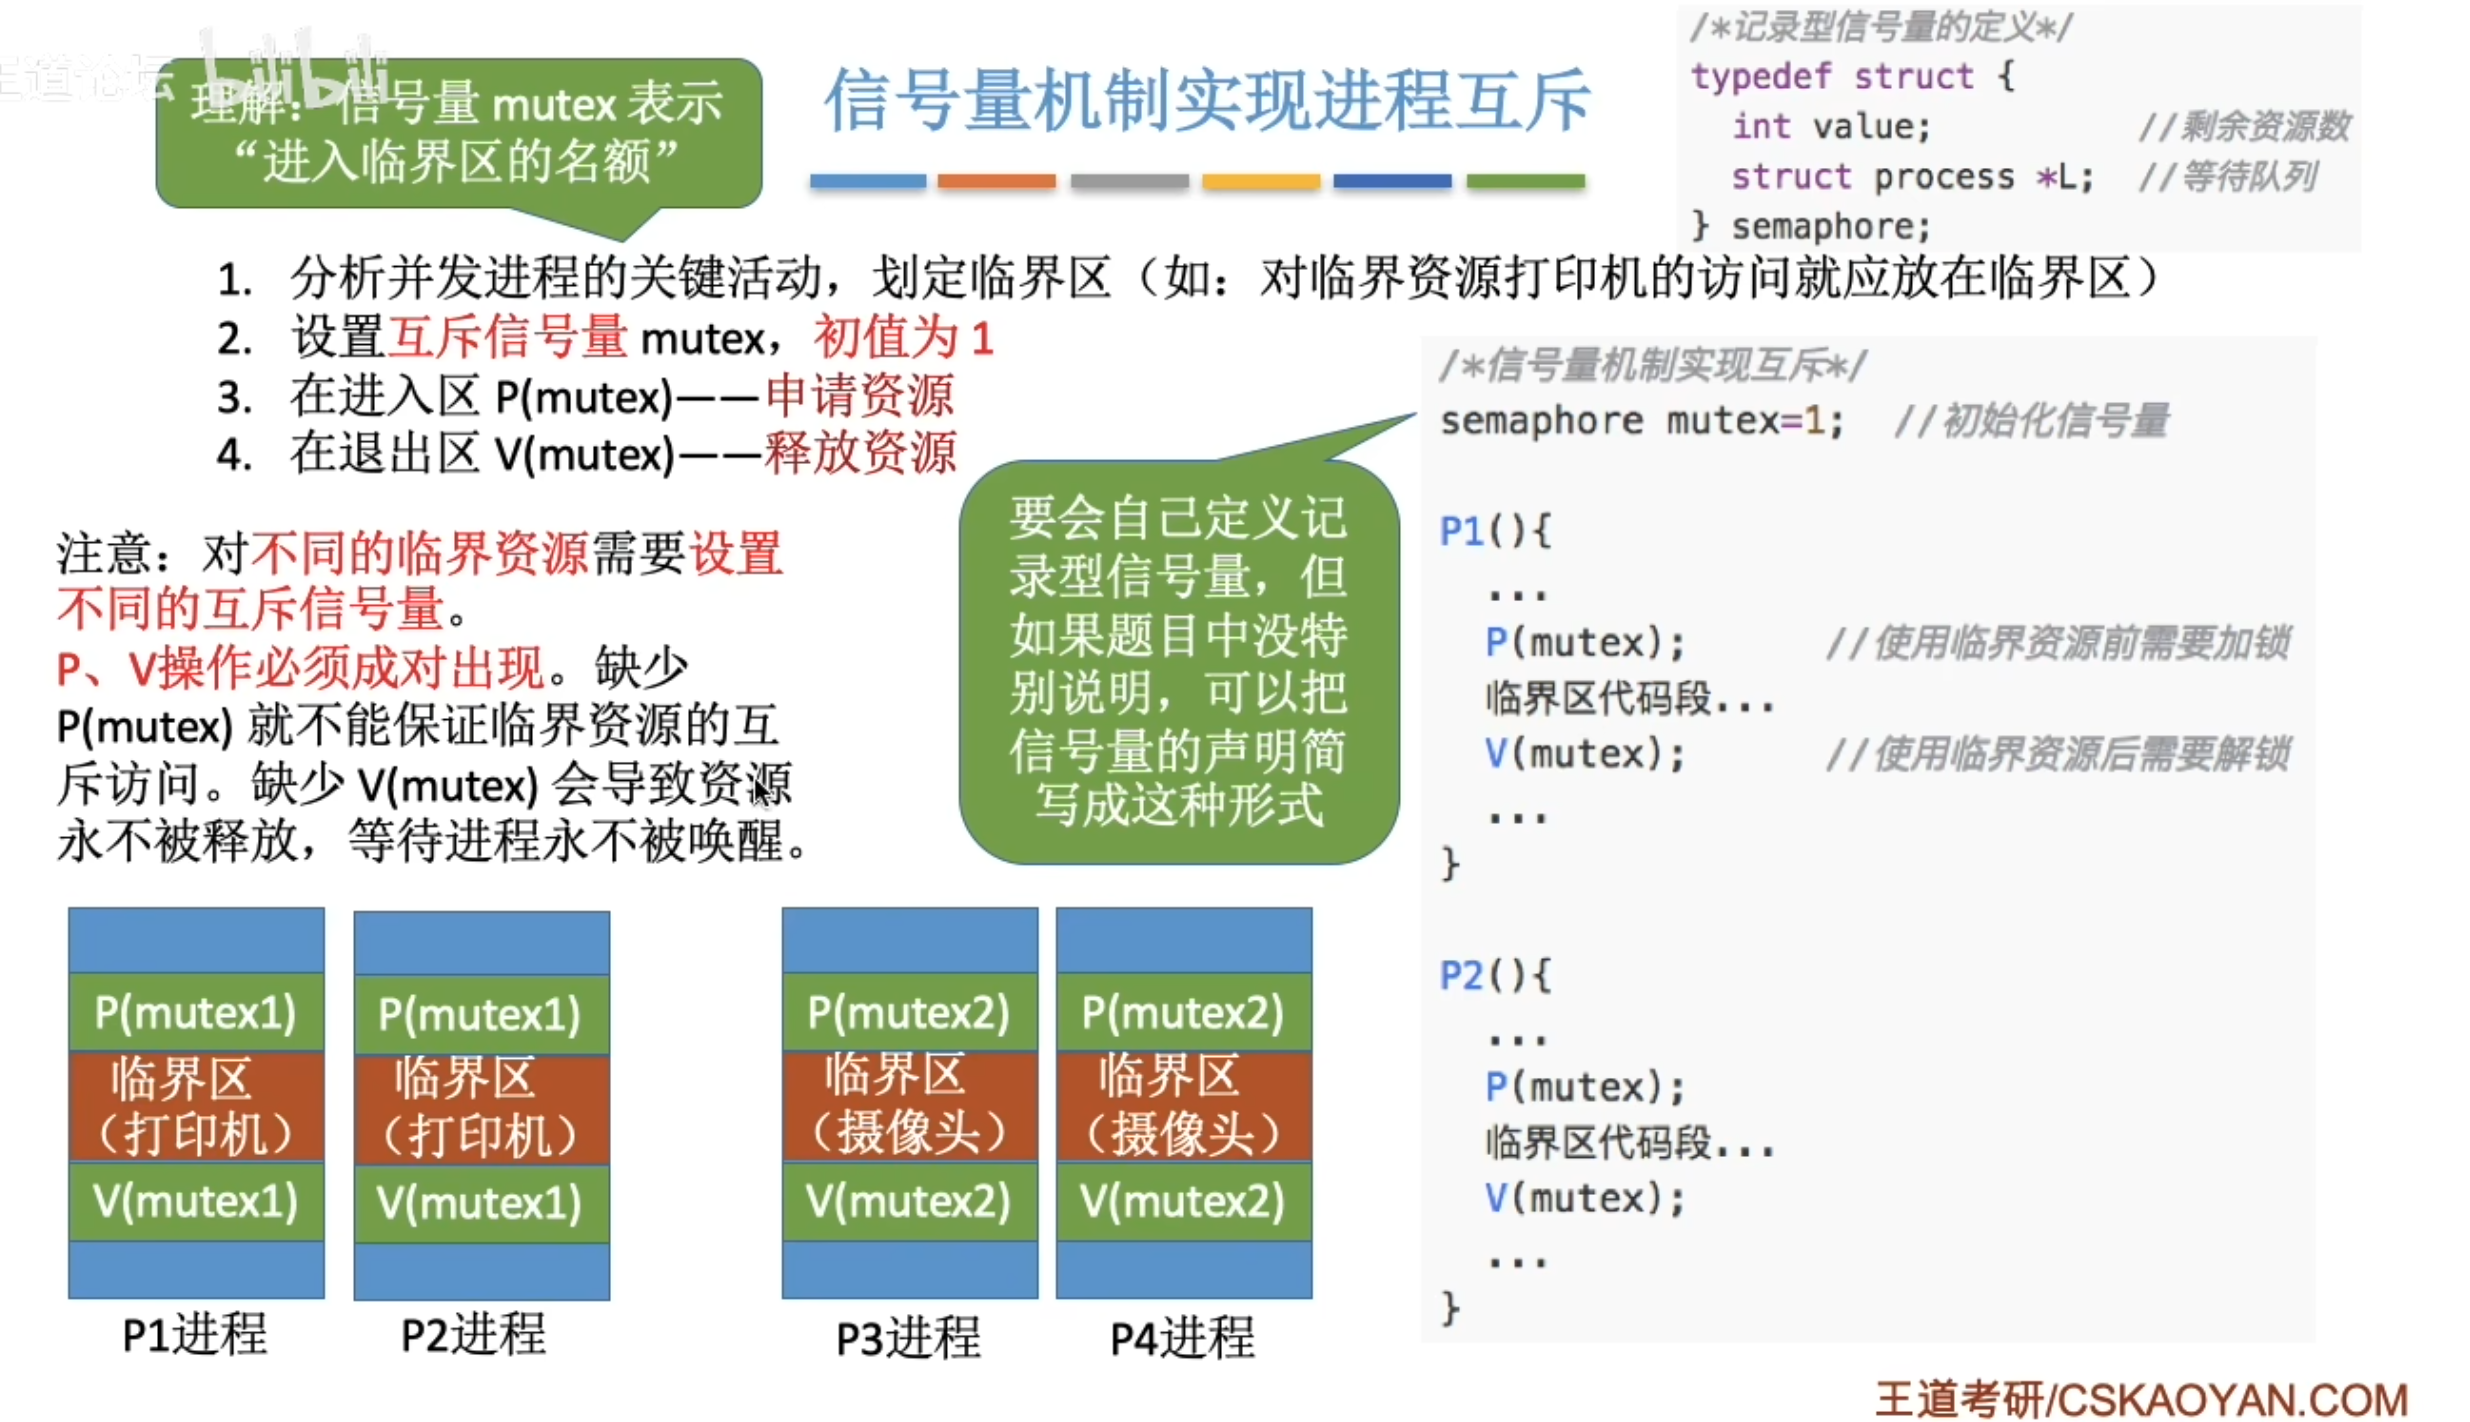 王道论坛 bilibili
理解：信号量 mutex 表示
“进入临界区的名额”
信号量机制实现进程互斥
/*记录型信号量的定义*/
typedef struct {
int value; //剩余资源数
struct process *L; //等待队列
} semaphore;
1. 分析并发进程的关键活动，划定临界区（如：对临界资源打印机的访问就应放在临界区）
2. 设置互斥信号量 mutex，初值为 1
3. 在进入区 P(mutex)——申请资源
4. 在退出区 V(mutex)——释放资源
注意：对不同的临界资源需要设置
不同的互斥信号量。
P、V操作必须成对出现。缺少
P(mutex) 就不能保证临界资源的互
斥访问。缺少 V(mutex) 会导致资源
永不被释放，等待进程永不被唤醒。
要会自己定义记
录型信号量，但
如果题目中没特
别说明，可以把
信号量的声明简
写成这种形式
/*信号量机制实现互斥*/
semaphore mutex=1; //初始化信号量
P1(){
...
P(mutex); //使用临界资源前需要加锁
临界区代码段...
V(mutex); //使用临界资源后需要解锁
...
}
P2(){
...
P(mutex);
临界区代码段...
V(mutex);
...
}
P(mutex1)
临界区
（打印机）
V(mutex1)
P1进程
P(mutex1)
临界区
（打印机）
V(mutex1)
P2进程
P(mutex2)
临界区
（摄像头）
V(mutex2)
P3进程
P(mutex2)
临界区
（摄像头）
V(mutex2)
P4进程
王道考研/CSKAOYAN.COM